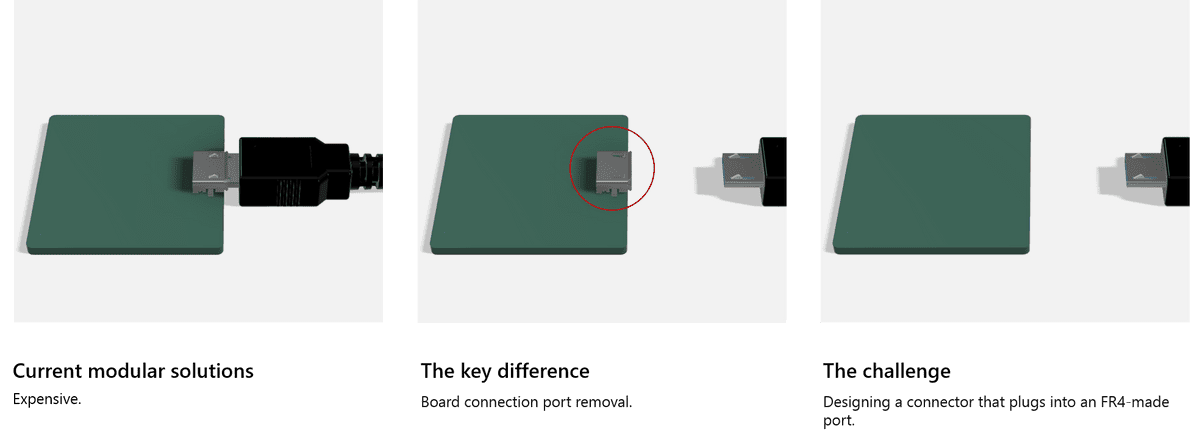 Current modular solutions
Expensive.
The key difference
Board connection port removal.
The challenge
Designing a connector that plugs into an FR4-made
port.